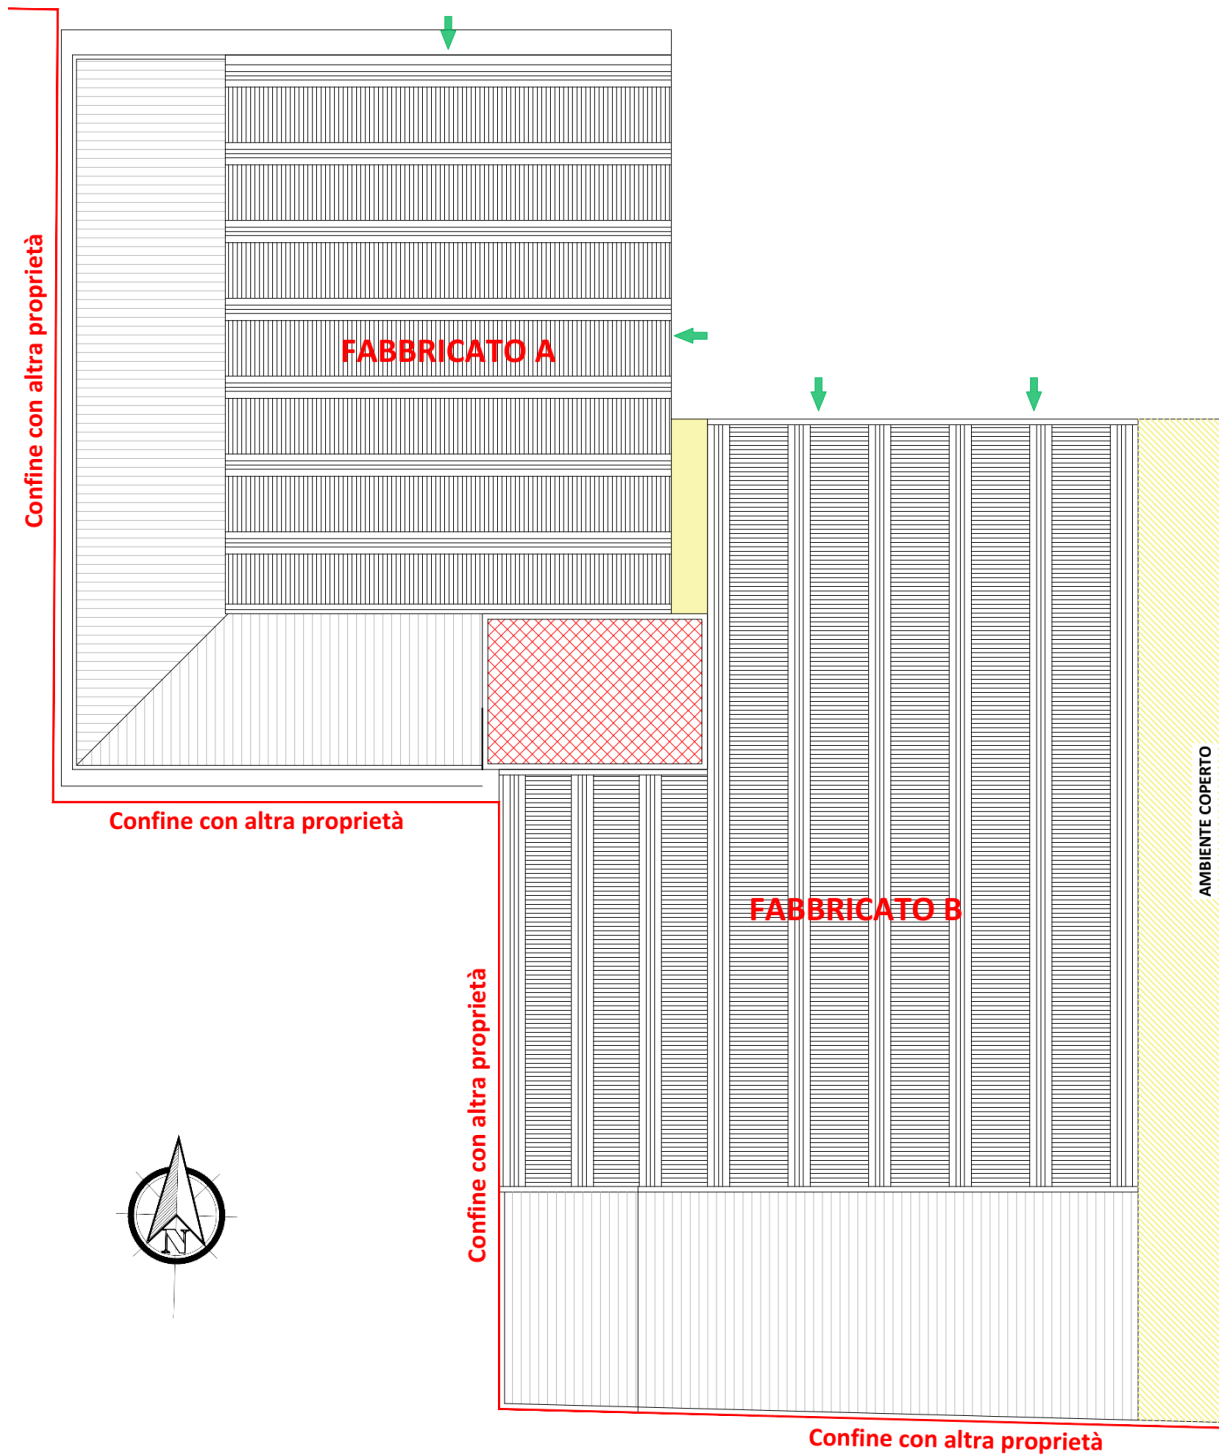 Confine con altra proprietà
FABBRICATO A
AMBIENTE COPERTO
Confine con altra proprietà
FABBRICATO B
Confine con altra proprietà
N
Confine con altra proprietà